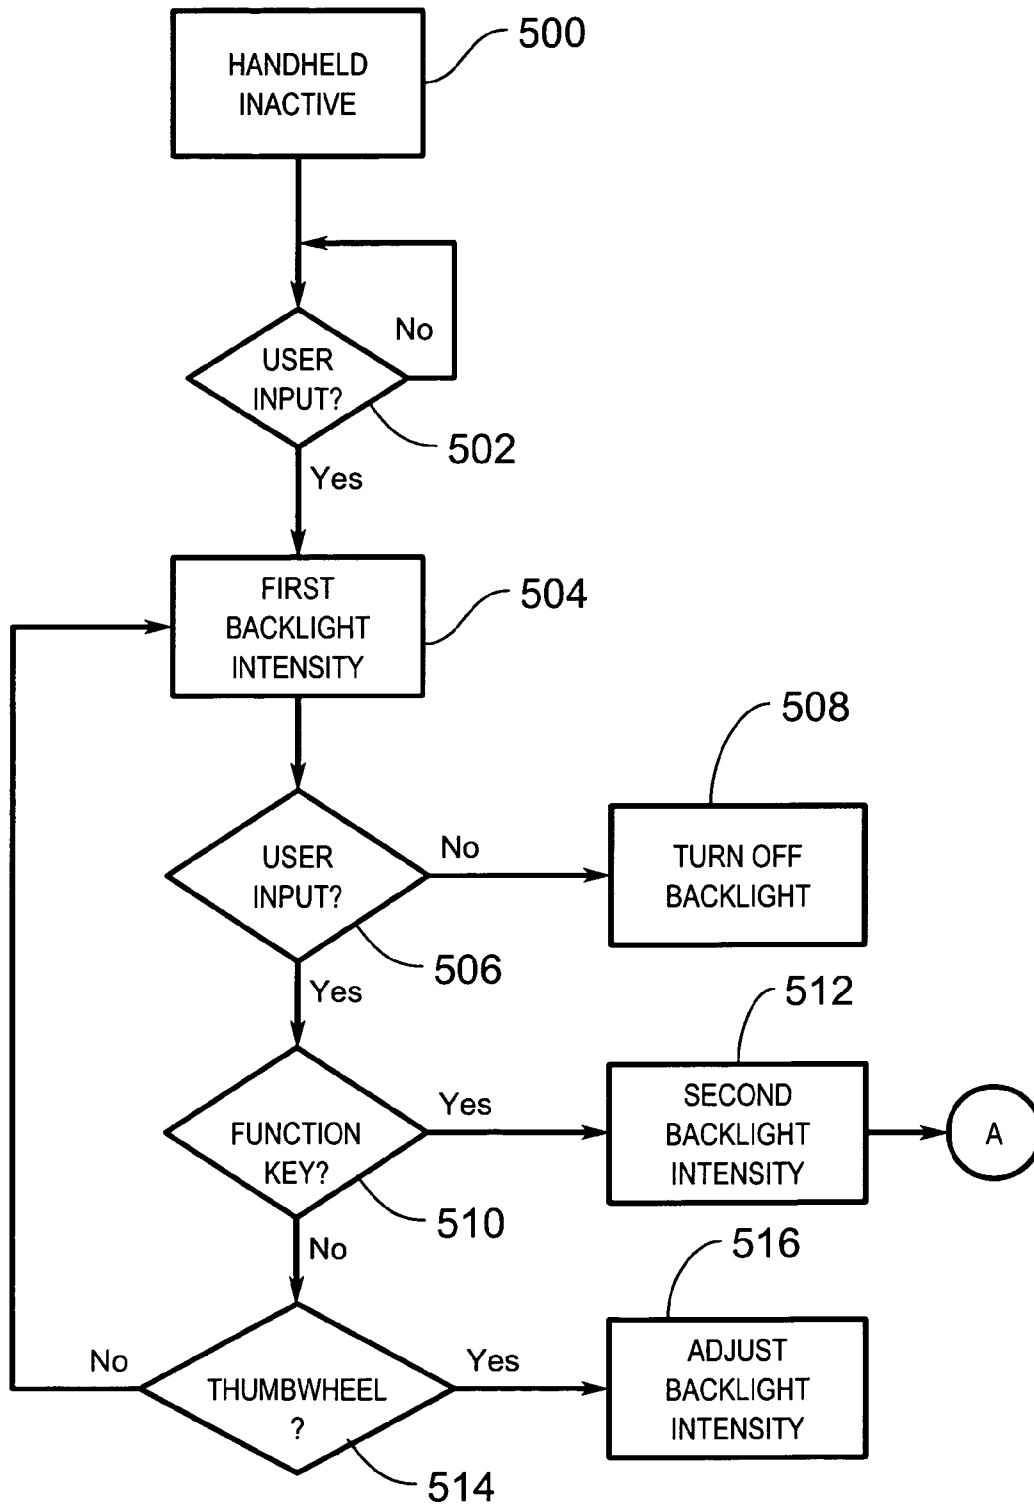 500
HANDHELD
INACTIVE
No
USER
INPUT?
502
Yes
FIRST
BACKLIGHT
INTENSITY
504
508
USER
INPUT?
No
TURN OFF
BACKLIGHT
506
Yes
512
FUNCTION
KEY?
Yes
SECOND
BACKLIGHT
INTENSITY
A
510
No
516
No
THUMBWHEEL
?
Yes
ADJUST
BACKLIGHT
INTENSITY
514